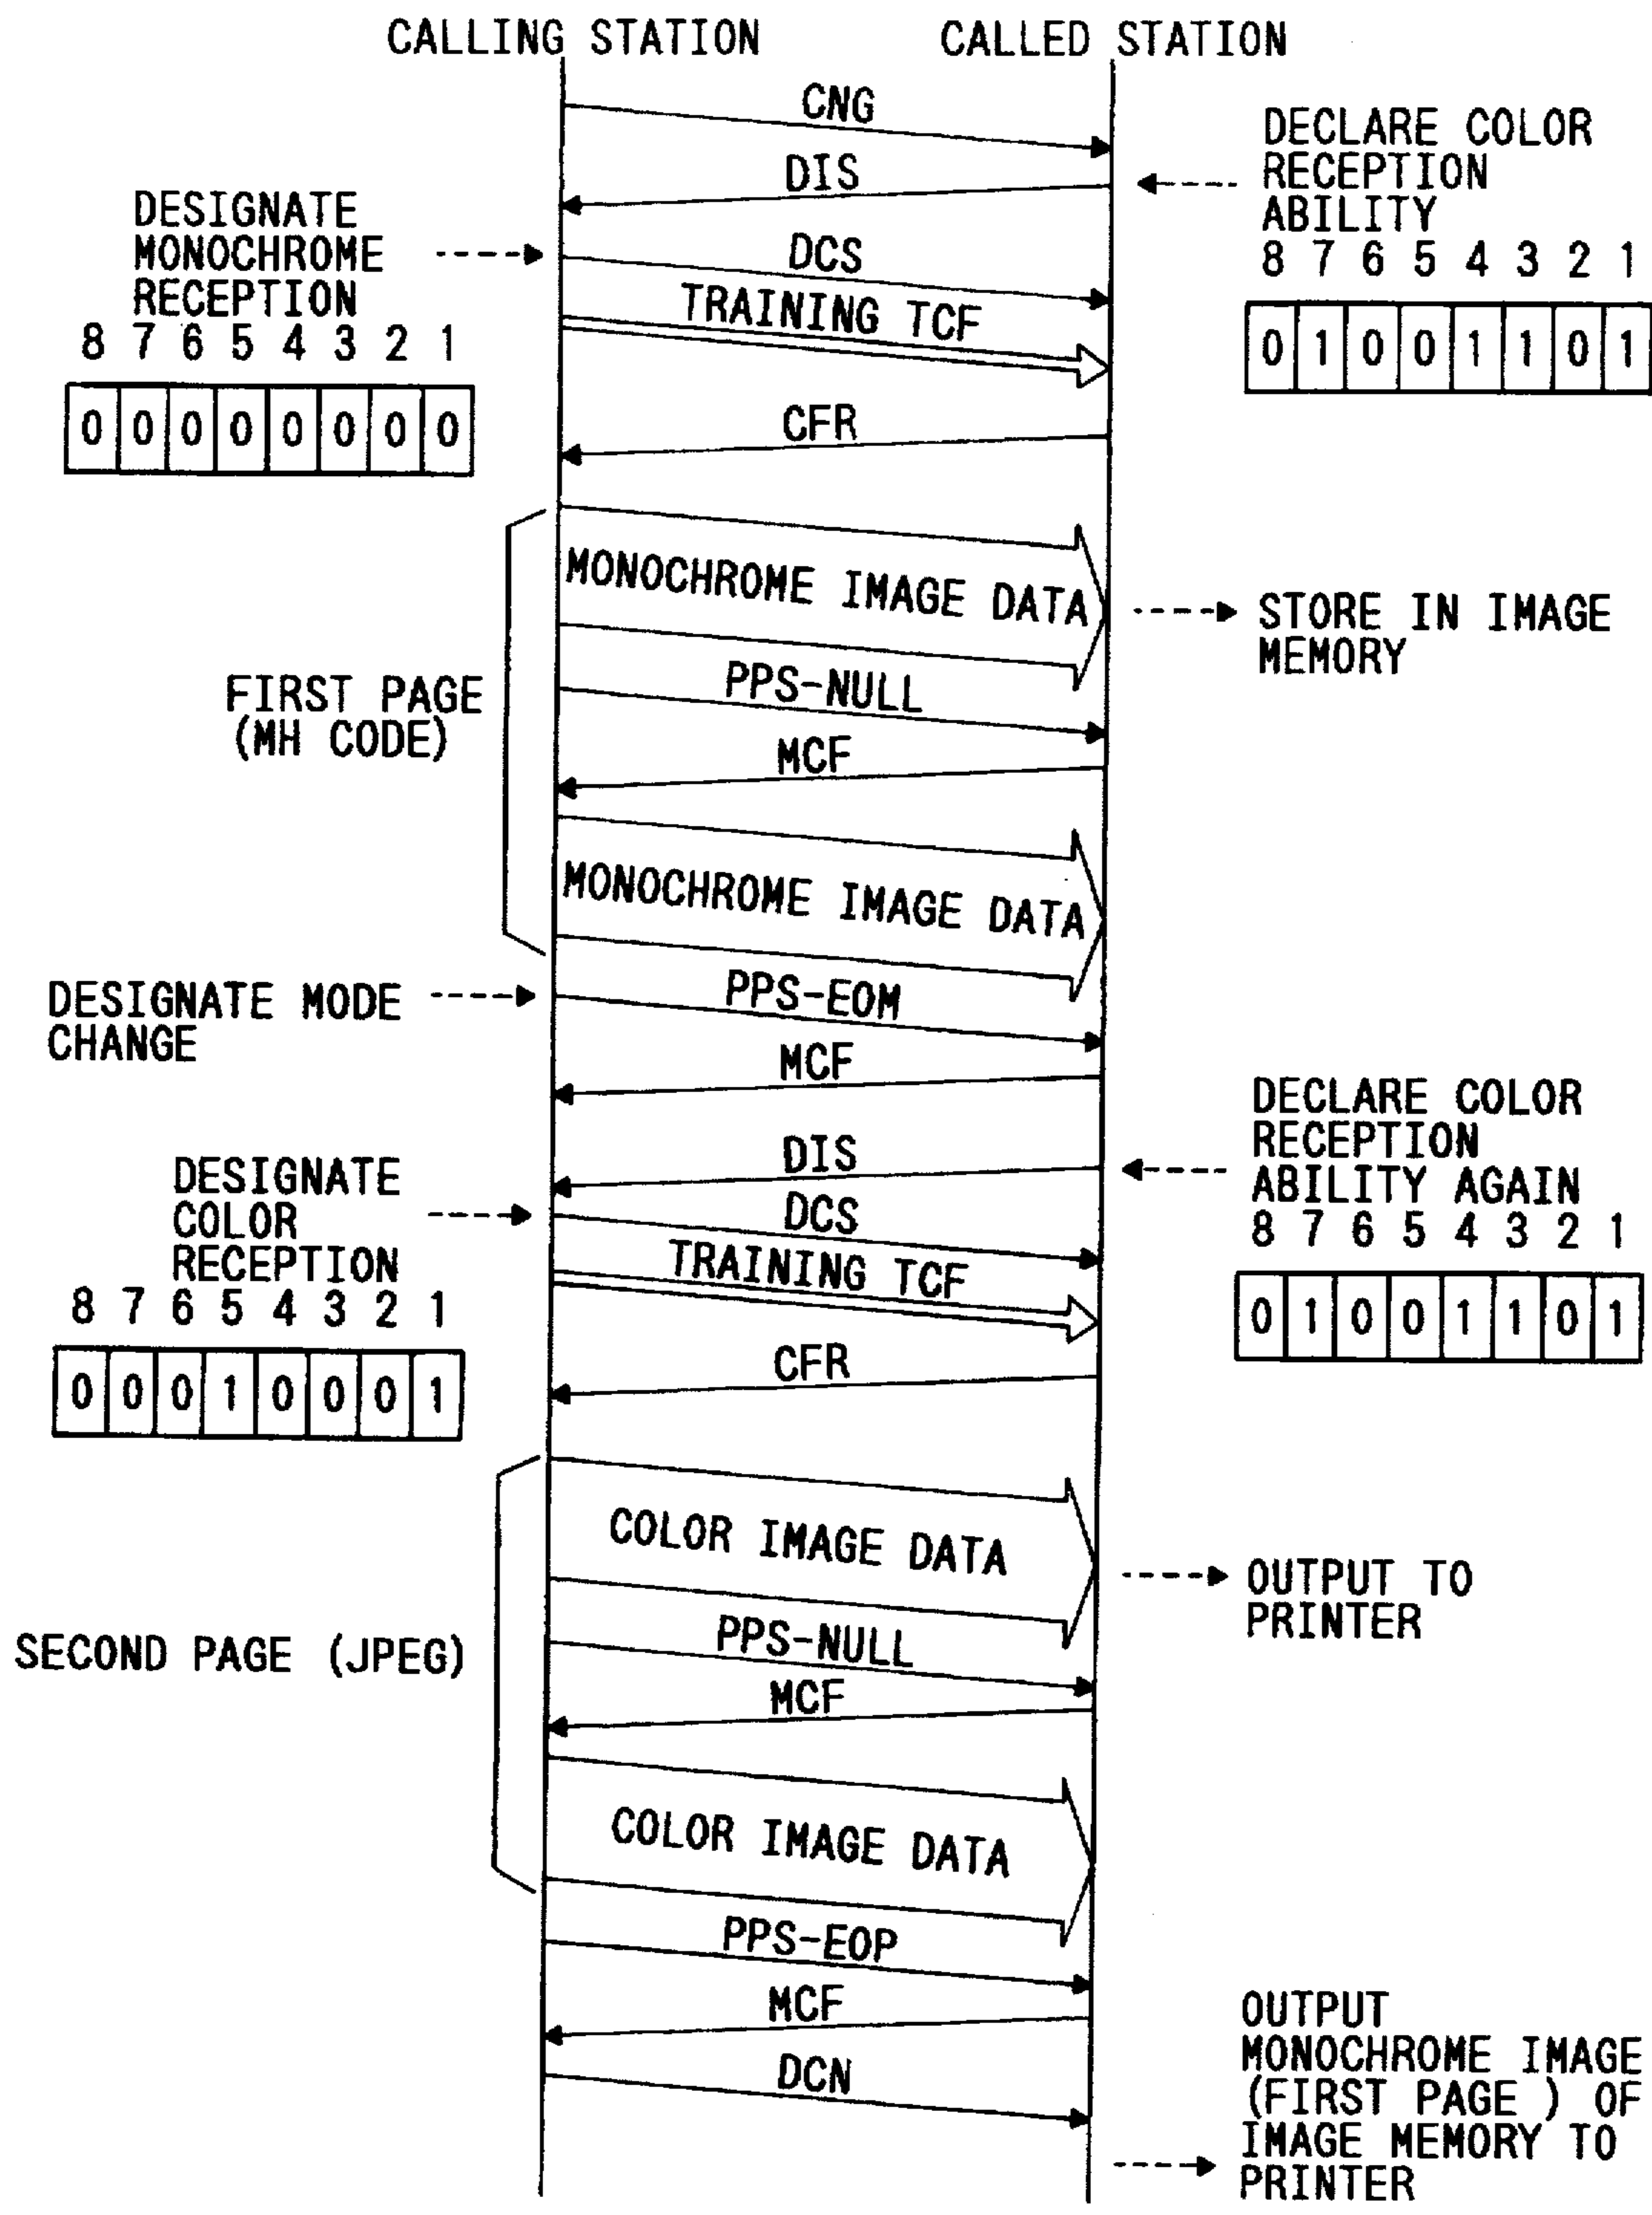 CALLING STATION
CALLED STATION
CNG
DECLARE COLOR
RECEPTION
ABILITY
8 7 6 5 4 3 2 1
0 1 0 0 1 1 0 1
DIS
DESIGNATE
MONOCHROME
RECEPTION
8 7 6 5 4 3 2 1
0 0 0 0 0 0 0 0
DCS
TRAINING TCF
CFR
MONOCHROME IMAGE DATA
STORE IN IMAGE
MEMORY
FIRST PAGE
(MH CODE)
PPS-NULL
MCF
MONOCHROME IMAGE DATA
DESIGNATE MODE
CHANGE
PPS-EOM
MCF
DECLARE COLOR
RECEPTION
ABILITY AGAIN
8 7 6 5 4 3 2 1
0 1 0 0 1 1 0 1
DIS
DESIGNATE
COLOR
RECEPTION
8 7 6 5 4 3 2 1
0 0 0 1 0 0 0 1
DCS
TRAINING TCF
CFR
COLOR IMAGE DATA
OUTPUT TO
PRINTER
SECOND PAGE (JPEG)
PPS-NULL
MCF
COLOR IMAGE DATA
PPS-EOP
MCF
DCN
OUTPUT
MONOCHROME IMAGE
(FIRST PAGE ) OF
IMAGE MEMORY TO
PRINTER